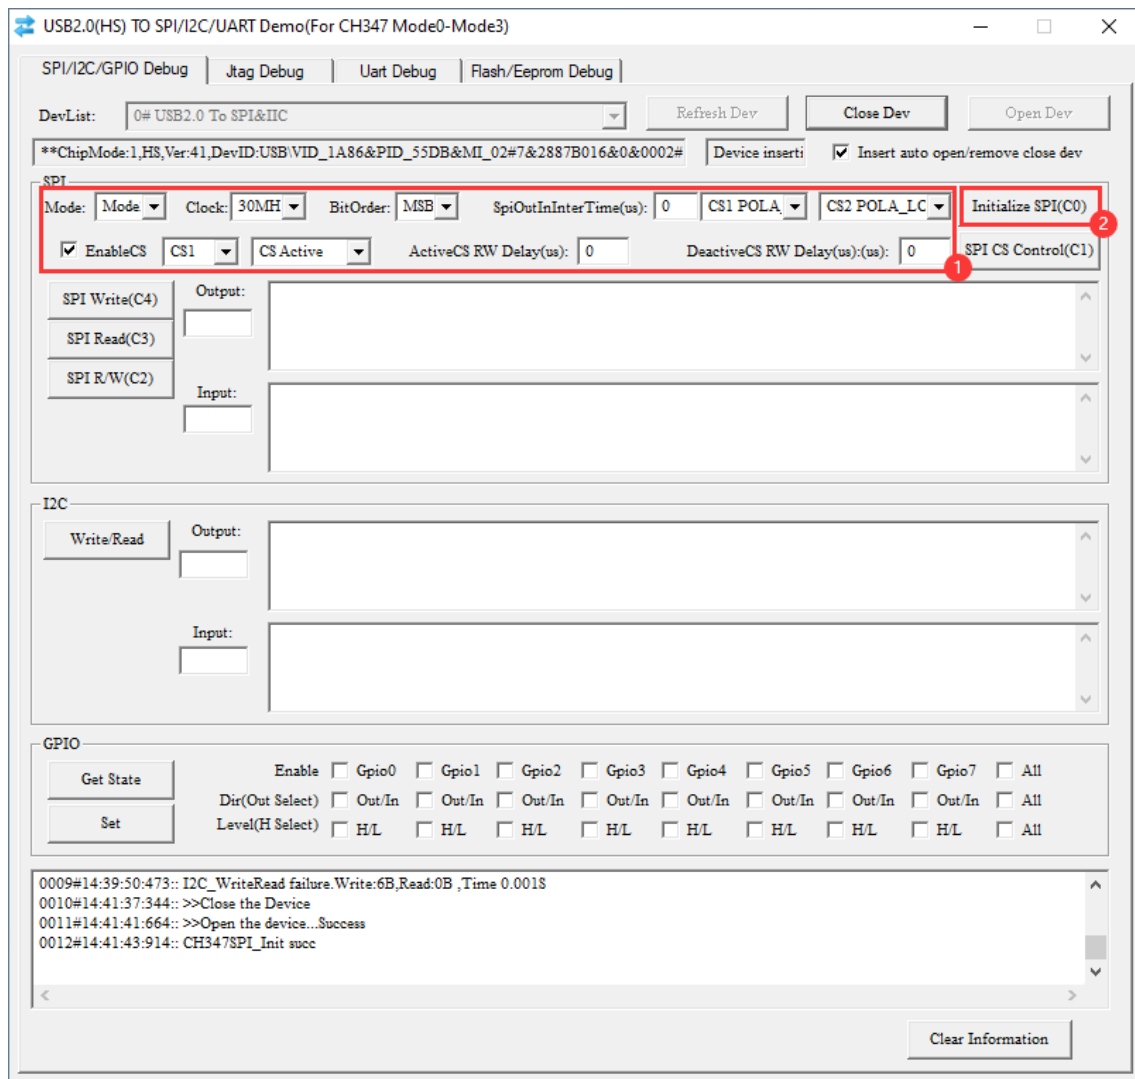 USB2.0(HS) TO SPI/I2C/UART Demo(For CH347 Mode0-Mode3)
SPI/I2C/GPIO Debug Jtag Debug Uart Debug Flash/Eeprom Debug
DevList: 0# USB2.0 To SPI&IIC Refresh Dev Close Dev Open Dev
**ChipMode:1,HS,Ver:41,DevID:USB\VID_1A86&PID_55DB&MI_02#7&2887B016&0&0002# Device inserti Insert auto open/remove close dev
SPI
Mode: Mode Clock: 30MH BitOrder: MSB SpiOutInInterTime(us): 0 CS1 POLA_ CS2 POLA_LC Initialize SPI(C0)
2
EnableCS CS1 CS Active ActiveCS RW Delay(us): 0 DeactiveCS RW Delay(us):(us): 0 SPI CS Control(C1)
1
SPI Write(C4) Output:
SPI Read(C3)
SPI R/W(C2)
Input:
I2C
Write/Read Output:
Input:
GPIO
Get State Enable Gpio0 Gpio1 Gpio2 Gpio3 Gpio4 Gpio5 Gpio6 Gpio7 All
Dir(Out Select) Out/In Out/In Out/In Out/In Out/In Out/In Out/In Out/In All
Set Level(H Select) H/L H/L H/L H/L H/L H/L H/L H/L All
0009#14:39:50:473:: I2C_WriteRead failure.Write:6B,Read:0B ,Time 0.001S
0010#14:41:37:344:: >>Close the Device
0011#14:41:41:664:: >>Open the device...Success
0012#14:41:43:914:: CH347SPI_Init succ
Clear Information